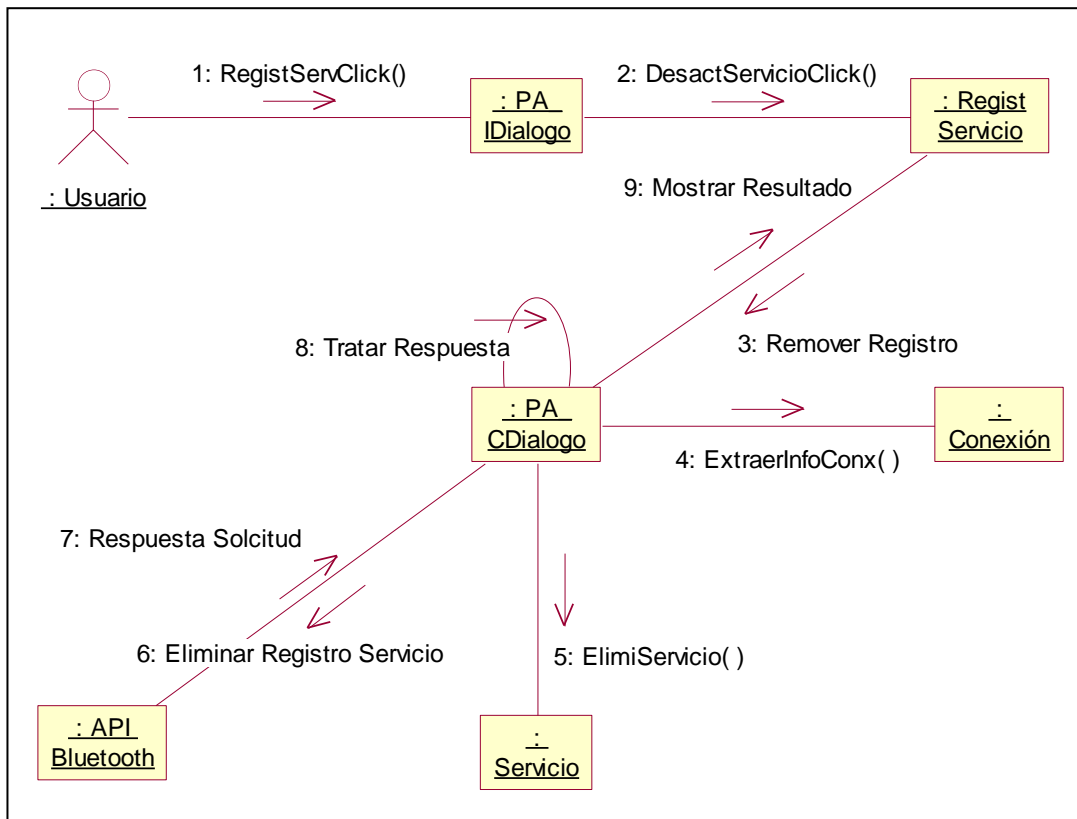 1: RegistServClick()
2: DesactServicioClick()
: PA
IDialogo
: Regist
Servicio
: Usuario
9: Mostrar Resultado
8: Tratar Respuesta
3: Remover Registro
: PA
CDialogo
:
Conexión
4: ExtraerInfoConx( )
7: Respuesta Solcitud
6: Eliminar Registro Servicio
5: ElimiServicio( )
: API
Bluetooth
:
Servicio